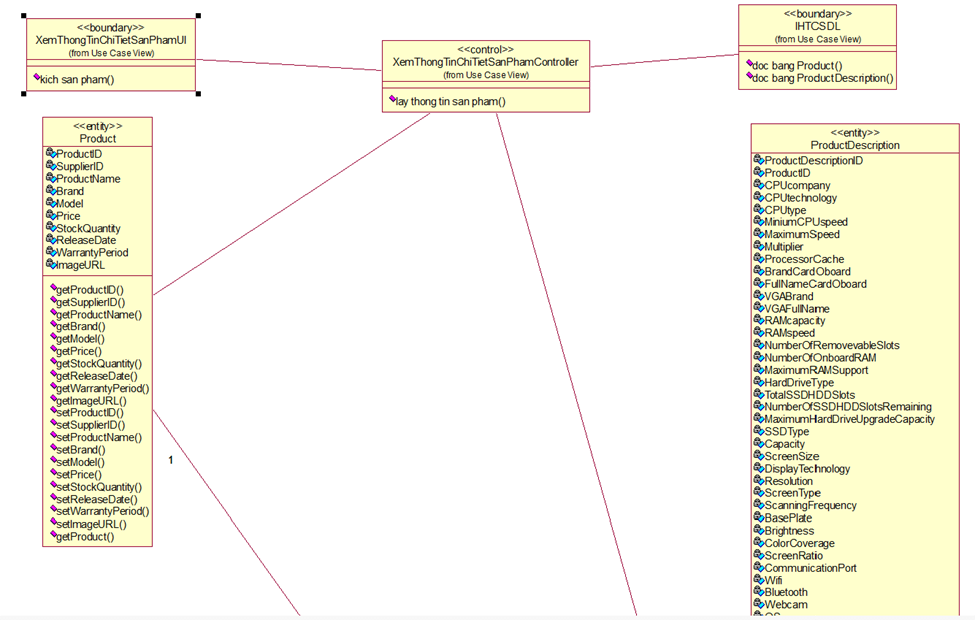 <<boundary>>
XemThongTinChiTietSanPhamUI
(from Use Case View)
kich san pham()
<<control>>
XemThongTinChiTietSanPhamController
(from Use Case View)
lay thong tin san pham()
<<boundary>>
IHTCSDL
(from Use Case View)
doc bang Product()
doc bang ProductDescription()
<<entity>>
Product
ProductID
SupplierID
ProductName
Brand
Model
Price
StockQuantity
ReleaseDate
WarrantyPeriod
ImageURL
getProductID()
getSupplierID()
getProductName()
getBrand()
getModel()
getPrice()
getStockQuantity()
getReleaseDate()
getWarrantyPeriod()
getImageURL()
setProductID()
setSupplierID()
setProductName()
setBrand()
setModel()
setPrice()
setStockQuantity()
setReleaseDate()
setWarrantyPeriod()
setImageURL()
getProduct()
1
<<entity>>
ProductDescription
ProductDescriptionID
ProductID
CPUcompany
CPUtechnology
CPUtype
MiniumCPUspeed
MaximumSpeed
Multiplier
ProcessorCache
BrandCardOboard
FullNameCardOboard
VGABrand
VGAFullName
RAMcapacity
RAMspeed
NumberOfRemovevableSlots
NumberOfOnboardRAM
MaximumRAMSupport
HardDriveType
TotalSSDHDDSlots
NumberOfSSDHDDSlotsRemaining
MaximumHardDriveUpgradeCapacity
SSDType
Capacity
ScreenSize
DisplayTechnology
Resolution
ScreenType
ScanningFrequency
BasePlate
Brightness
ColorCoverage
ScreenRatio
CommunicationPort
Wifi
Bluetooth
Webcam